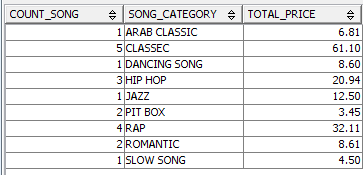 COUNT_SONG SONG_CATEGORY TOTAL_PRICE
1 ARAB CLASSIC 6.81
5 CLASSEC 61.10
1 DANCING SONG 8.60
3 HIP HOP 20.94
1 JAZZ 12.50
2 PIT BOX 3.45
4 RAP 32.11
2 ROMANTIC 8.61
1 SLOW SONG 4.50